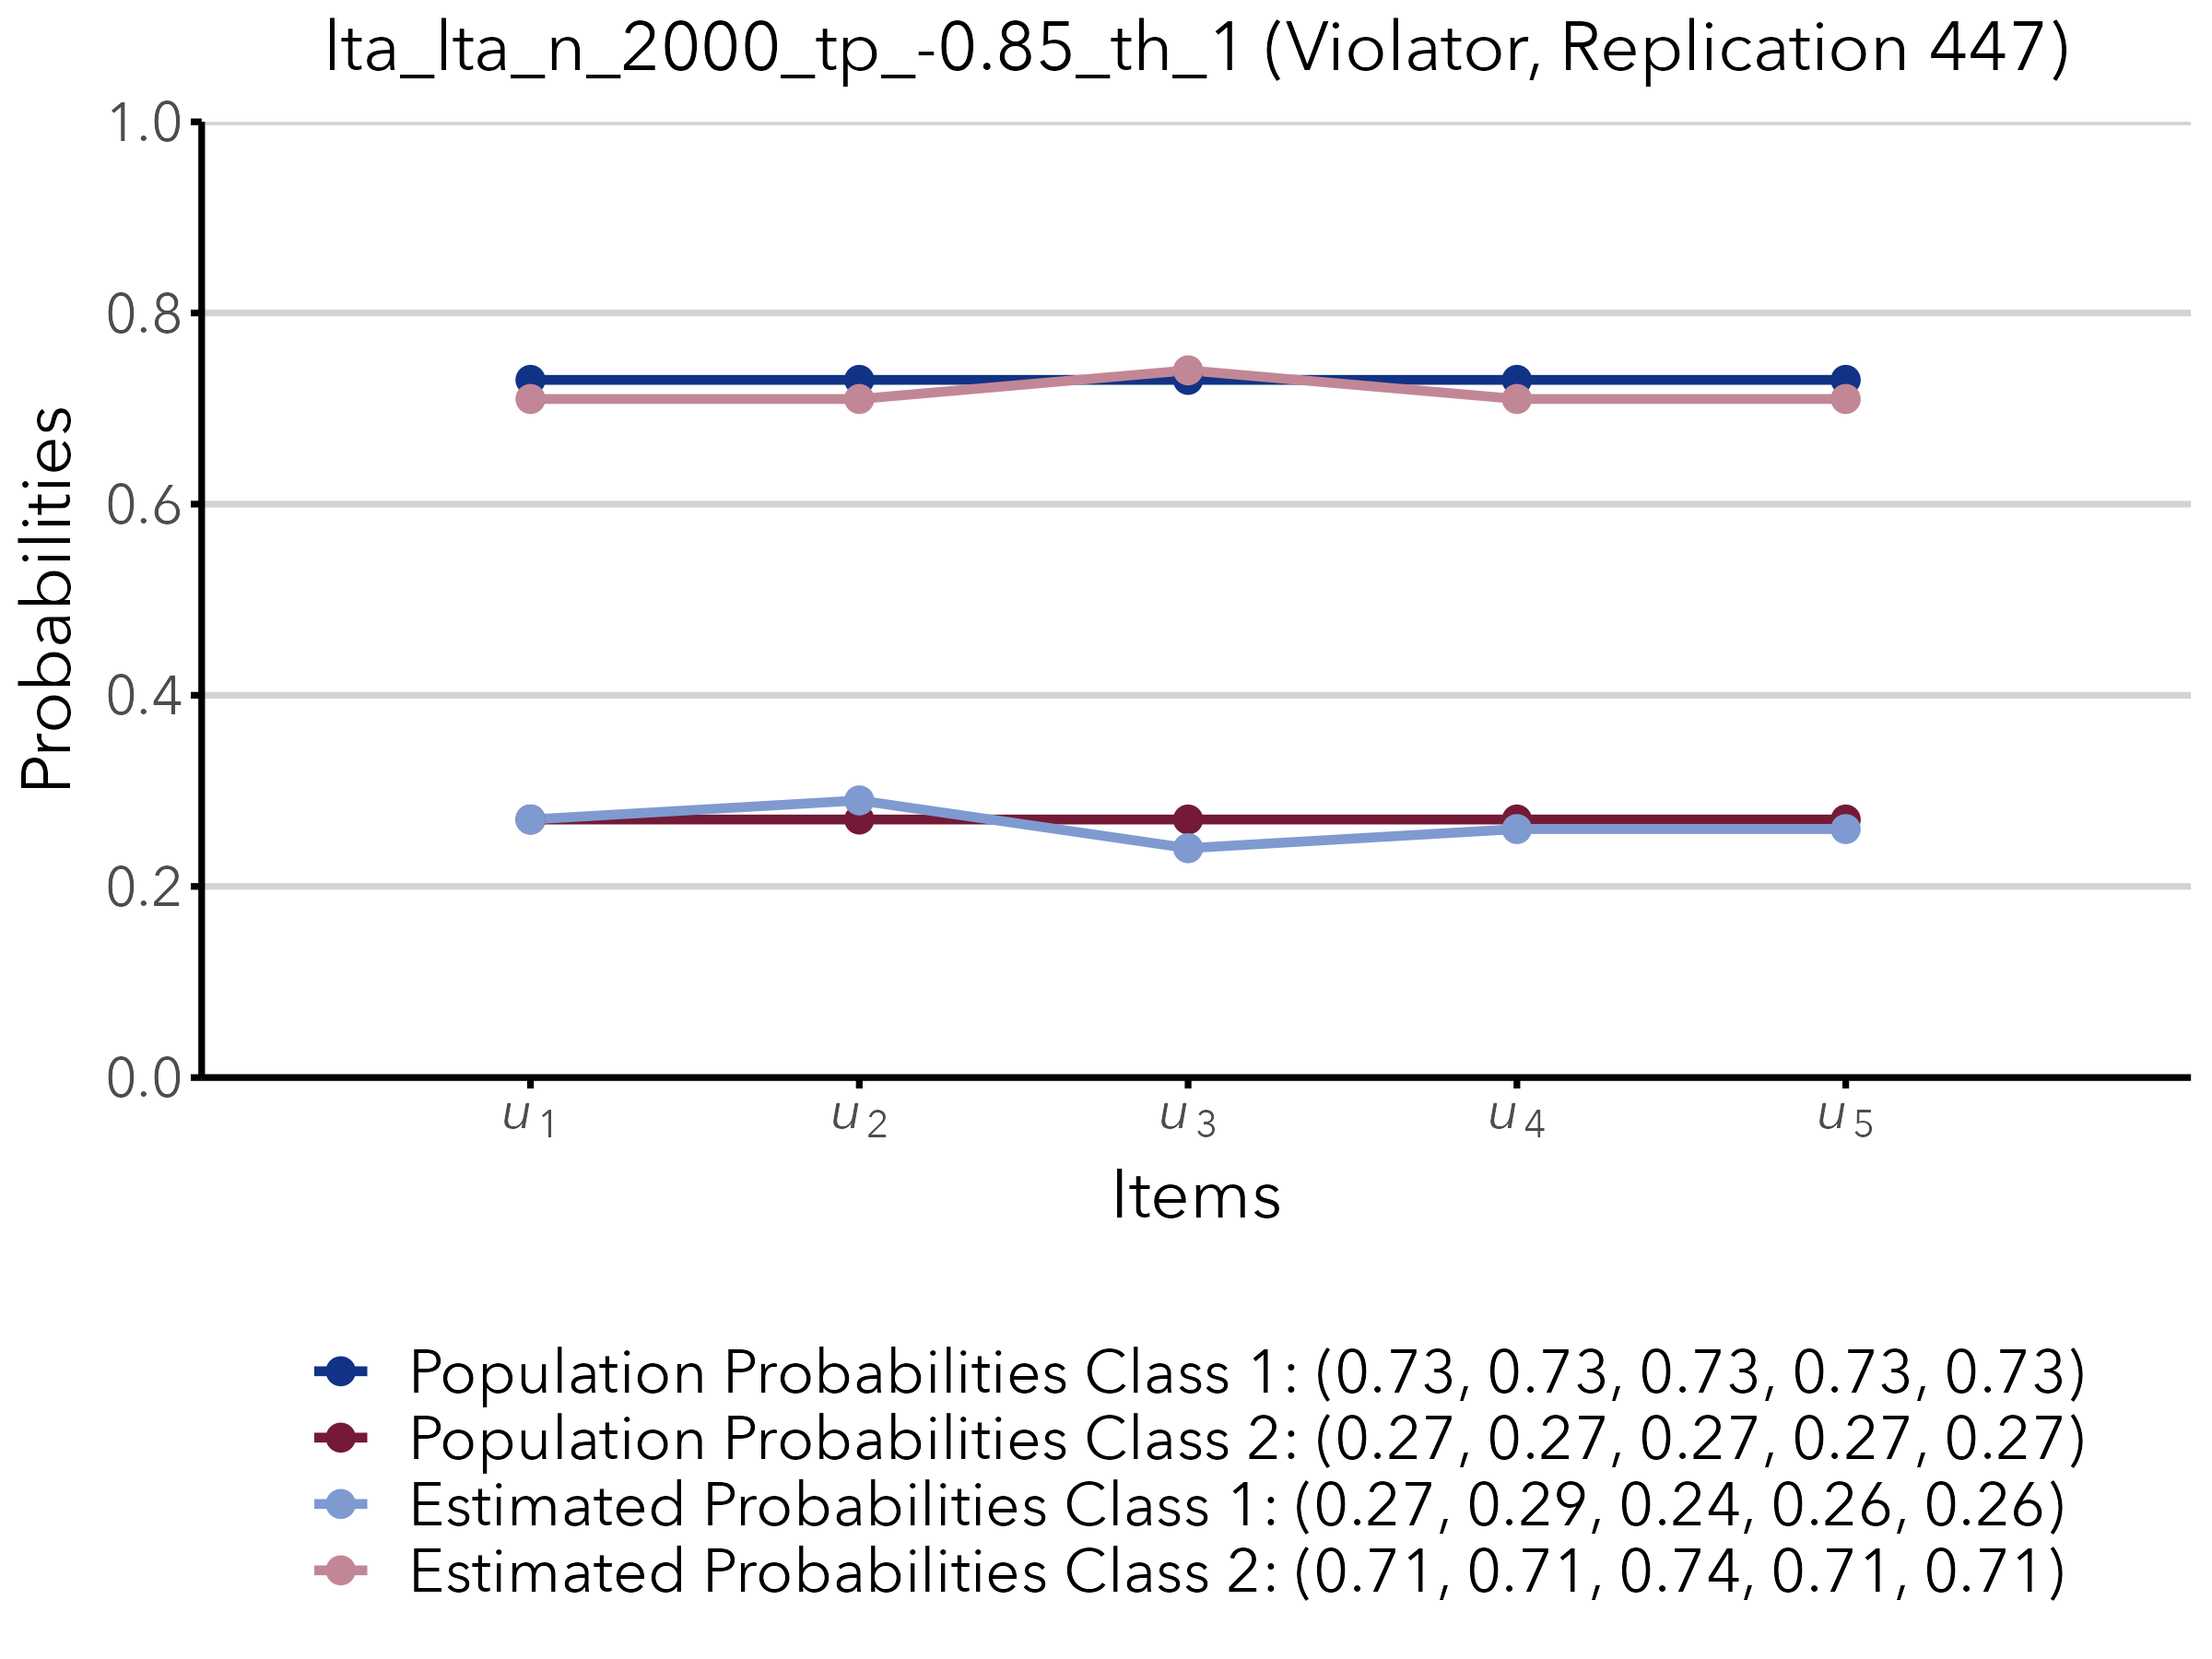 lta_lta_n_2000_tp_-0.85_th_1 (Violator, Replication 447)
1.0
0.8
0.6
0.4
0.2
0.0
Probabilities
u1
u2
u3
u4
u5
Items
Population Probabilities Class 1: (0.73, 0.73, 0.73, 0.73, 0.73)
Population Probabilities Class 2: (0.27, 0.27, 0.27, 0.27, 0.27)
Estimated Probabilities Class 1: (0.27, 0.29, 0.24, 0.26, 0.26)
Estimated Probabilities Class 2: (0.71, 0.71, 0.74, 0.71, 0.71)